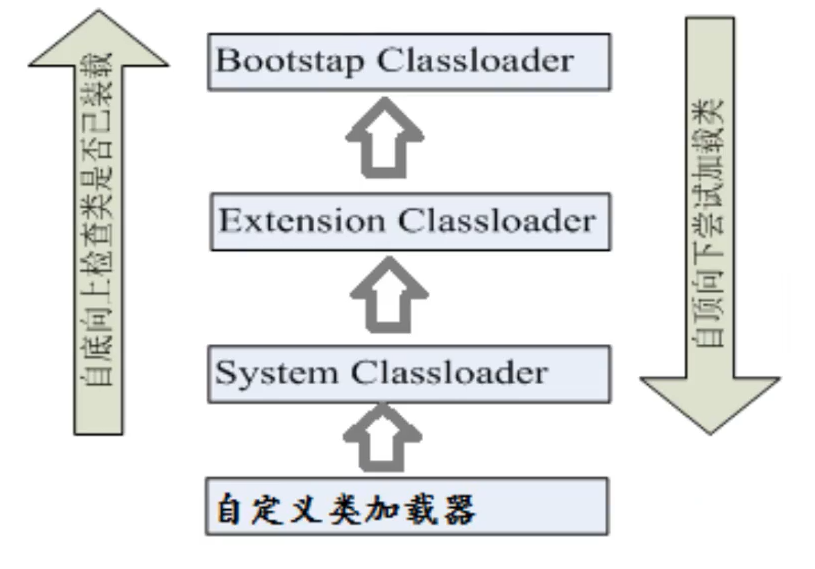 自底向上检查类是否已装载
Bootstap Classloader
Extension Classloader
System Classloader
自定义类加载器
自顶向下尝试加载类